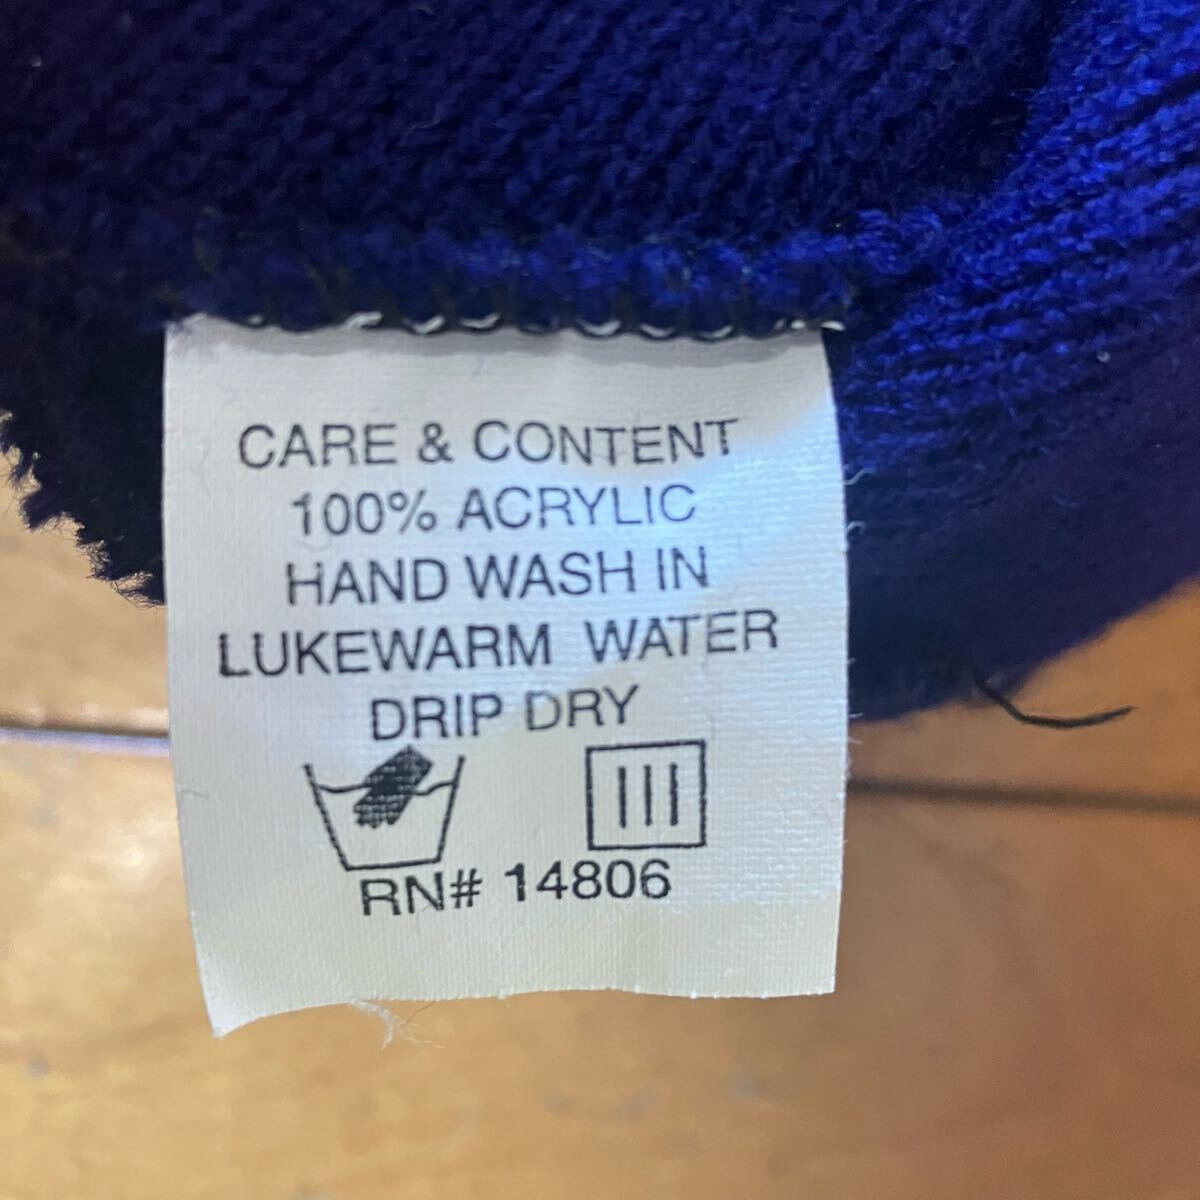 CARE & CONTENT
100% ACRYLIC
HAND WASH IN
LUKEWARM WATER
DRIP DRY
RN# 14806